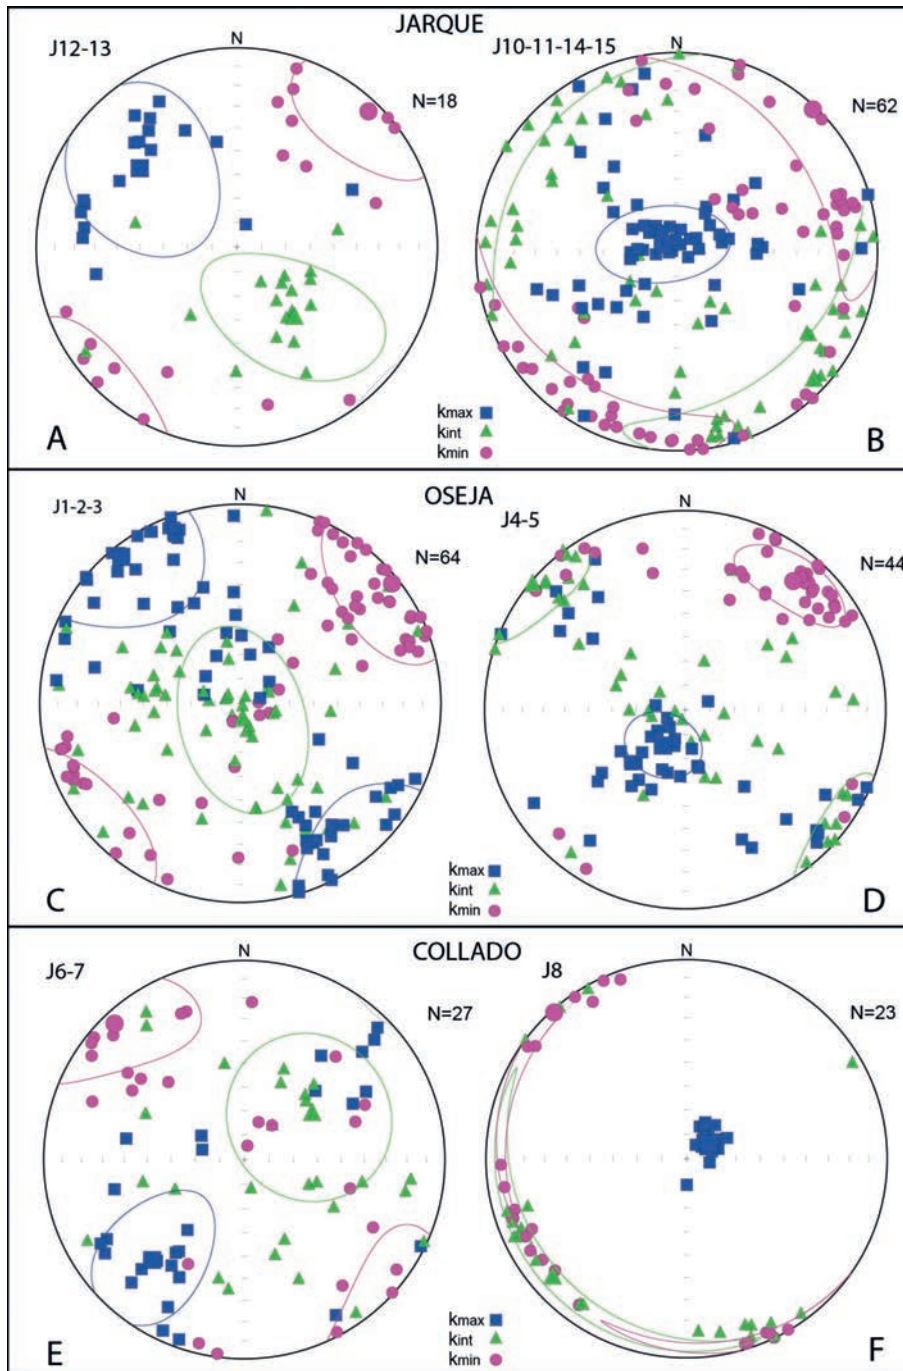 JARQUE
J12-13
N
N=18
A
J10-11-14-15
N
N=62
B
kmax
kint
kmin
OSEJA
J1-2-3
N
N=64
C
J4-5
N
N=44
D
kmax
kint
kmin
COLLADO
J6-7
N
N=27
E
J8
N
N=23
F
kmax
kint
kmin